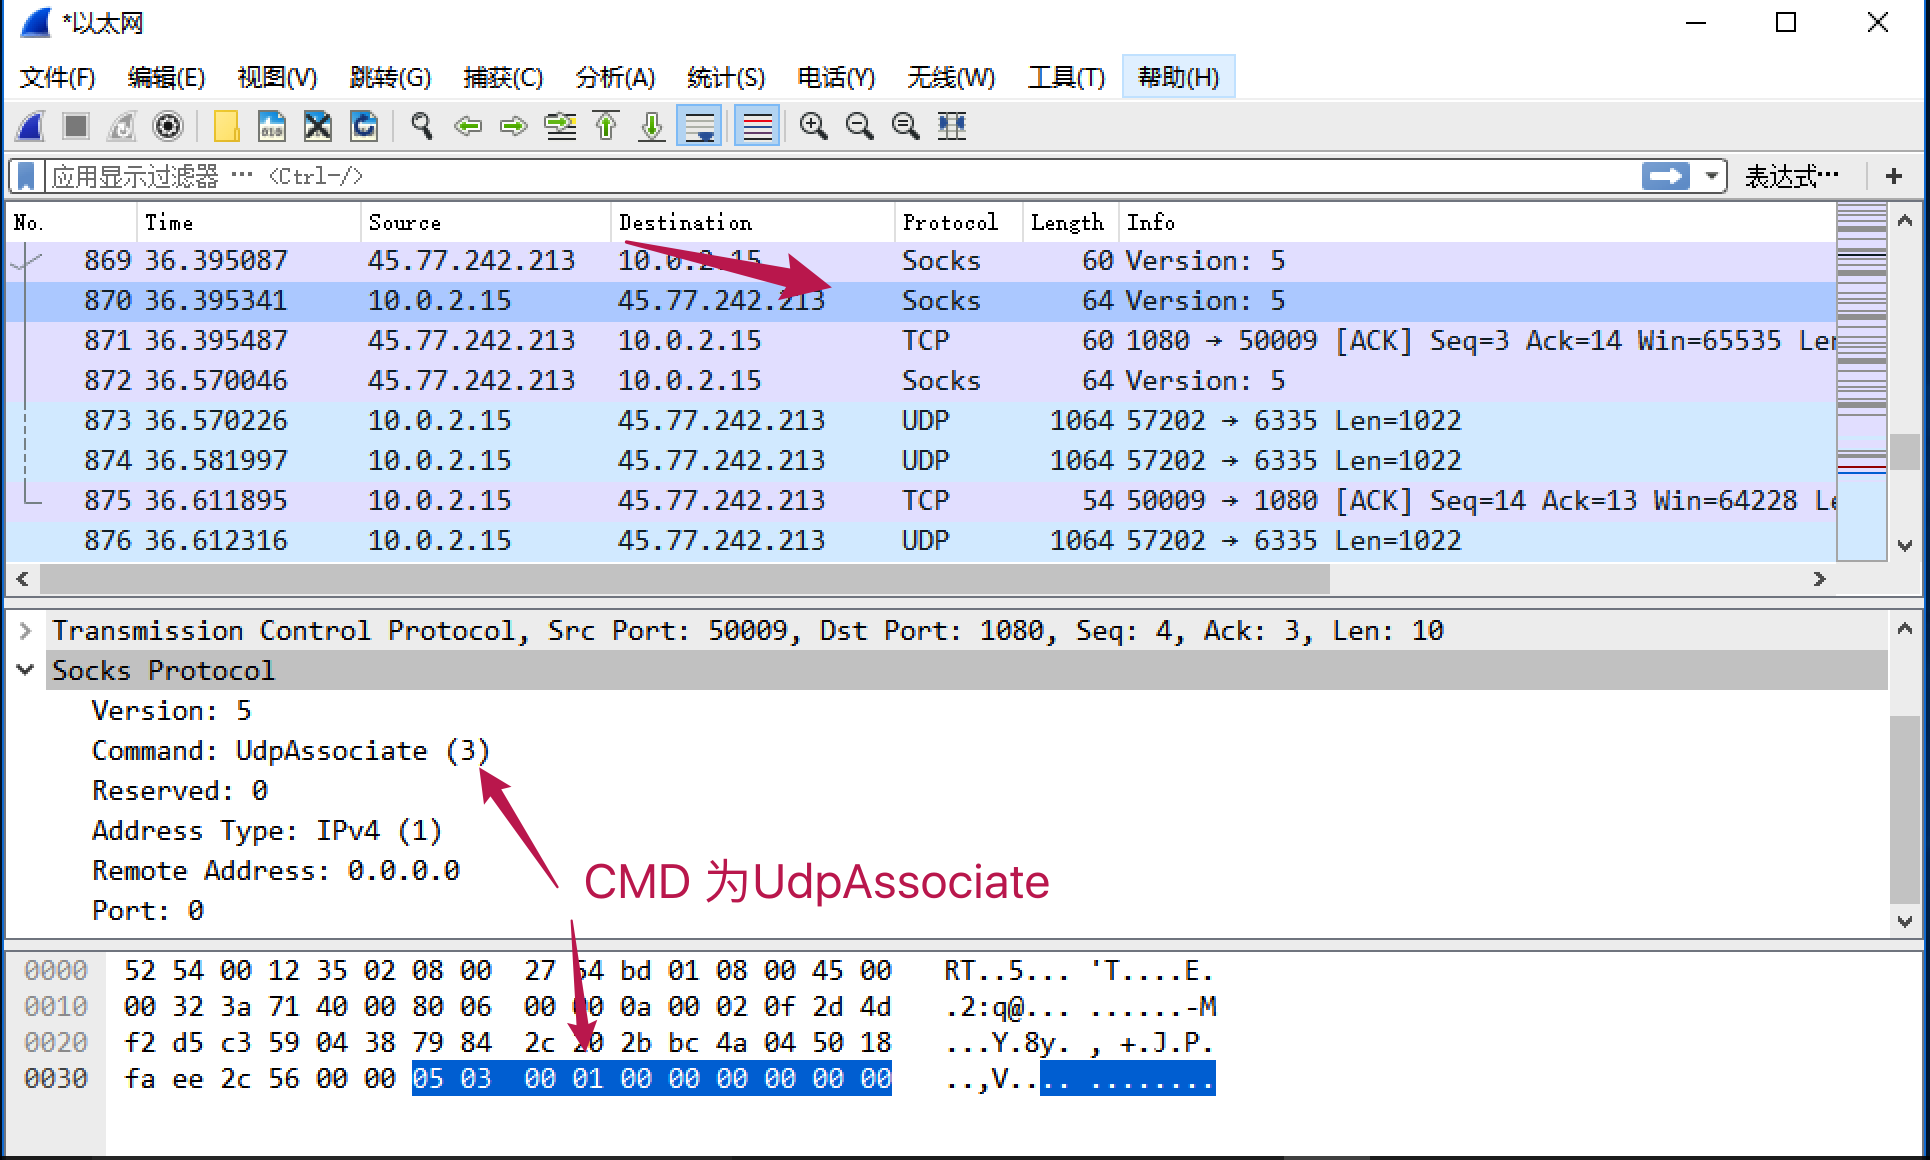 *以太网
文件(F) 编辑(E) 视图(V) 跳转(G) 捕获(C) 分析(A) 统计(S) 电话(Y) 无线(W) 工具(T) 帮助(H)
应用显示过滤器 … <Ctrl-/> 表达式… +
No. Time Source Destination Protocol Length Info
869 36.395087 45.77.242.213 10.0.2.15 Socks 60 Version: 5
870 36.395341 10.0.2.15 45.77.242.213 Socks 64 Version: 5
871 36.395487 45.77.242.213 10.0.2.15 TCP 60 1080 → 50009 [ACK] Seq=3 Ack=14 Win=65535 Len
872 36.570046 45.77.242.213 10.0.2.15 Socks 64 Version: 5
873 36.570226 10.0.2.15 45.77.242.213 UDP 1064 57202 → 6335 Len=1022
874 36.581997 10.0.2.15 45.77.242.213 UDP 1064 57202 → 6335 Len=1022
875 36.611895 10.0.2.15 45.77.242.213 TCP 54 50009 → 1080 [ACK] Seq=14 Ack=13 Win=64228 Le
876 36.612316 10.0.2.15 45.77.242.213 UDP 1064 57202 → 6335 Len=1022
Transmission Control Protocol, Src Port: 50009, Dst Port: 1080, Seq: 4, Ack: 3, Len: 10
Socks Protocol
Version: 5
Command: UdpAssociate (3)
Reserved: 0
Address Type: IPv4 (1)
Remote Address: 0.0.0.0
Port: 0
CMD 为UdpAssociate
0000 52 54 00 12 35 02 08 00 27 54 bd 01 08 00 45 00 RT..5... 'T....E.
0010 00 32 3a 71 40 00 80 06 00 00 0a 00 02 0f 2d 4d .2:q@... ......-M
0020 f2 d5 c3 59 04 38 79 84 2c 20 2b bc 4a 04 50 18 ...Y.8y. , +.J.P.
0030 fa ee 2c 56 00 00 05 03 00 01 00 00 00 00 00 00 ..,V.... ........